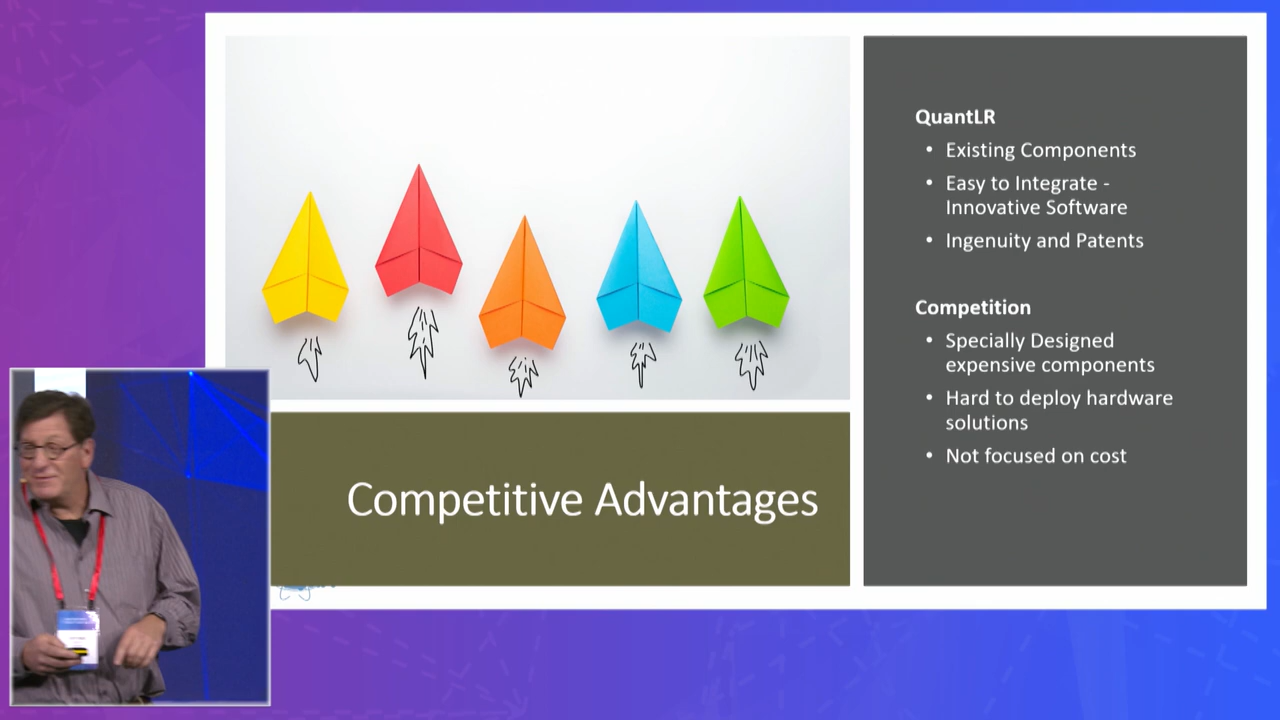 QuantLR
• Existing Components
• Easy to Integrate -
Innovative Software
• Ingenuity and Patents
Competition
• Specially Designed
expensive components
• Hard to deploy hardware
solutions
• Not focused on cost
Competitive Advantages